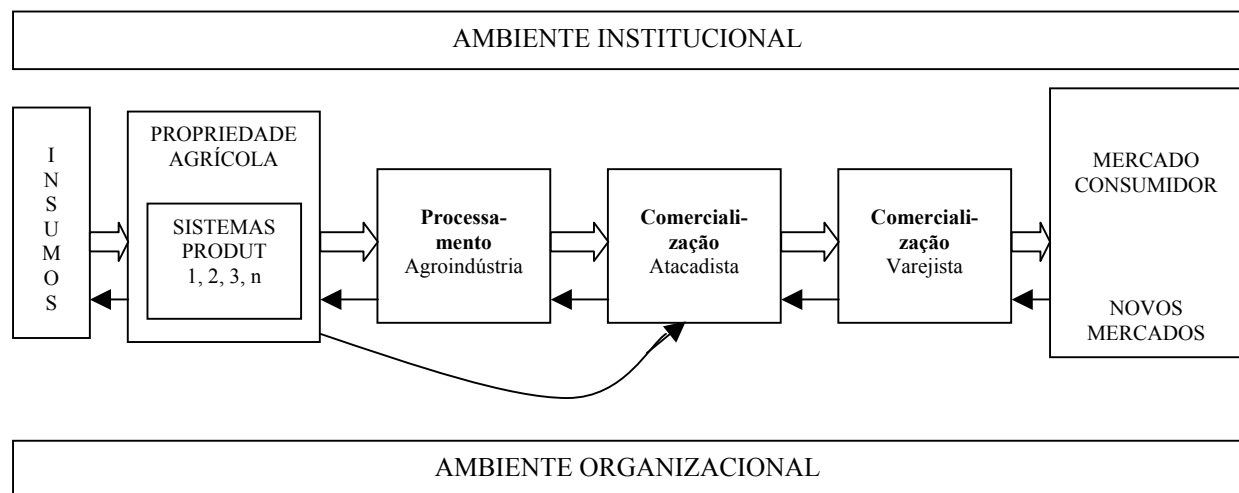 AMBIENTE INSTITUCIONAL
I
N
S
U
M
O
S
PROPRIEDADE
AGRÍCOLA
SISTEMAS
PRODUT
1, 2, 3, n
Processa-
mento
Agroindústria
Comerciali-
zação
Atacadista
Comerciali-
zação
Varejista
MERCADO
CONSUMIDOR
NOVOS
MERCADOS
AMBIENTE ORGANIZACIONAL